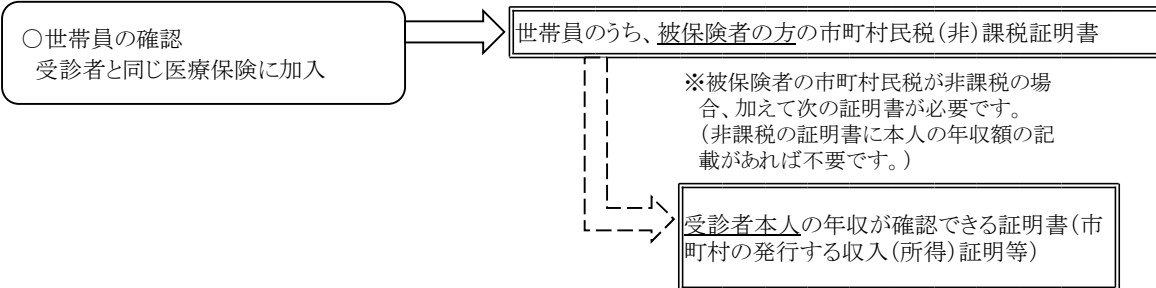 〇世帯員の確認
受診者と同じ医療保険に加入
世帯員のうち、被保険者の方の市町村民税(非)課税証明書
※被保険者の市町村民税が非課税の場
合、加えて次の証明書が必要です。
(非課税の証明書に本人の年収額の記
載があれば不要です。)
受診者本人の年収が確認できる証明書(市
町村の発行する収入(所得)証明等)